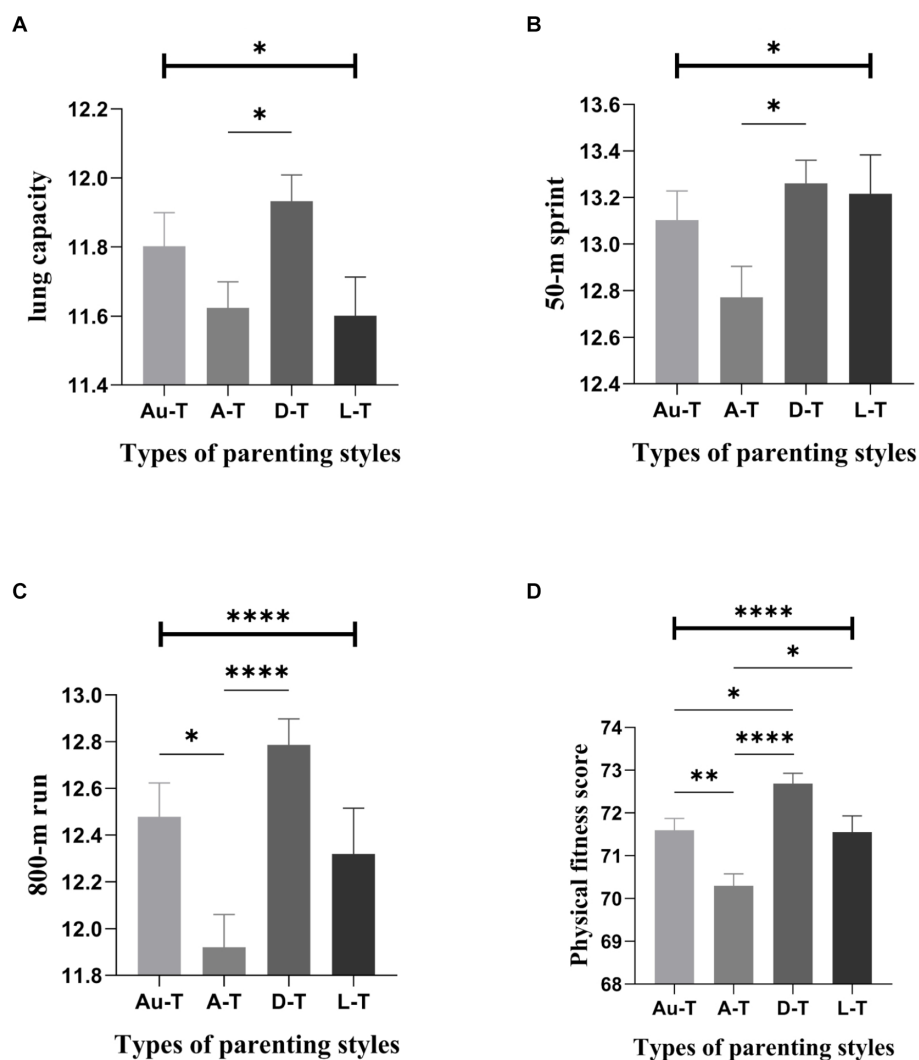 A
*
*
12.2
12.0
11.8
11.6
11.4
lung capacity
Au-T A-T D-T L-T
Types of parenting styles
B
*
*
13.6
13.4
13.2
13.0
12.8
12.6
12.4
50-m sprint
Au-T A-T D-T L-T
Types of parenting styles
C
****
****
*
13.0
12.8
12.6
12.4
12.2
12.0
11.8
800-m run
Au-T A-T D-T L-T
Types of parenting styles
D
****
*
*
****
**
74
73
72
71
70
69
68
Physical fitness score
Au-T A-T D-T L-T
Types of parenting styles